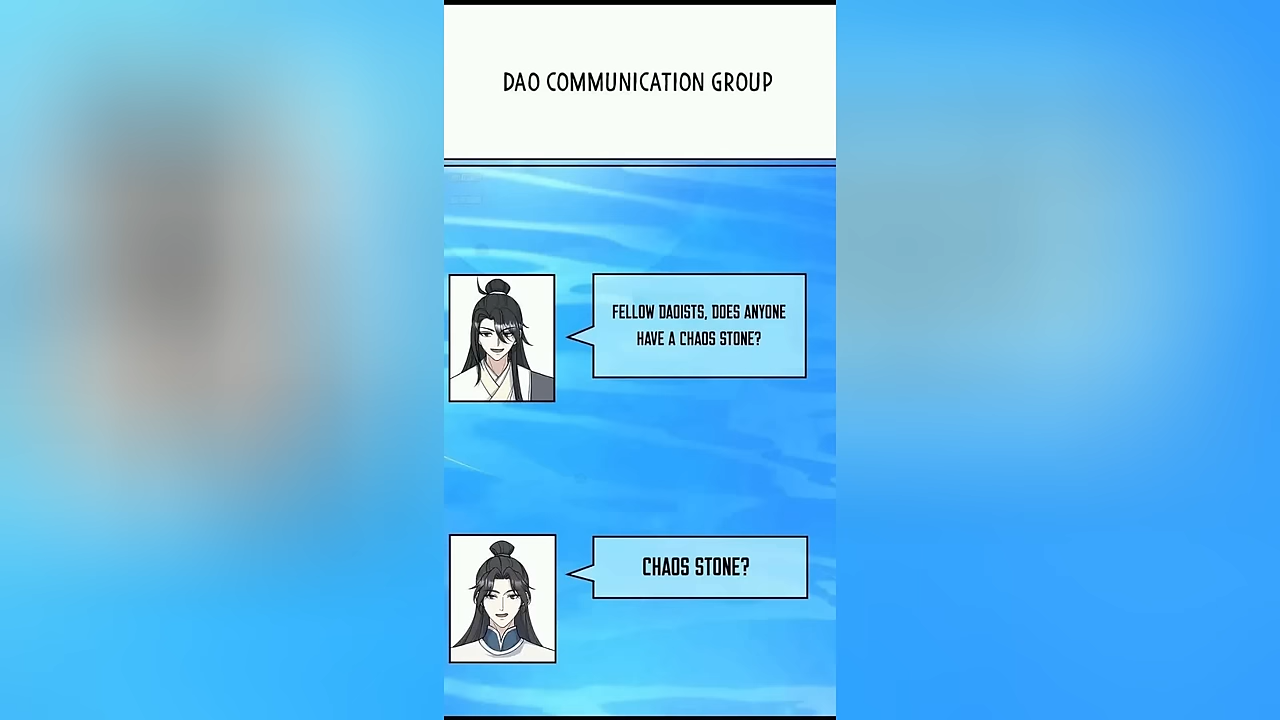 DAO COMMUNICATION GROUP
FELLOW DAOISTS, DOES ANYONE
HAVE A CHAOS STONE?
CHAOS STONE?